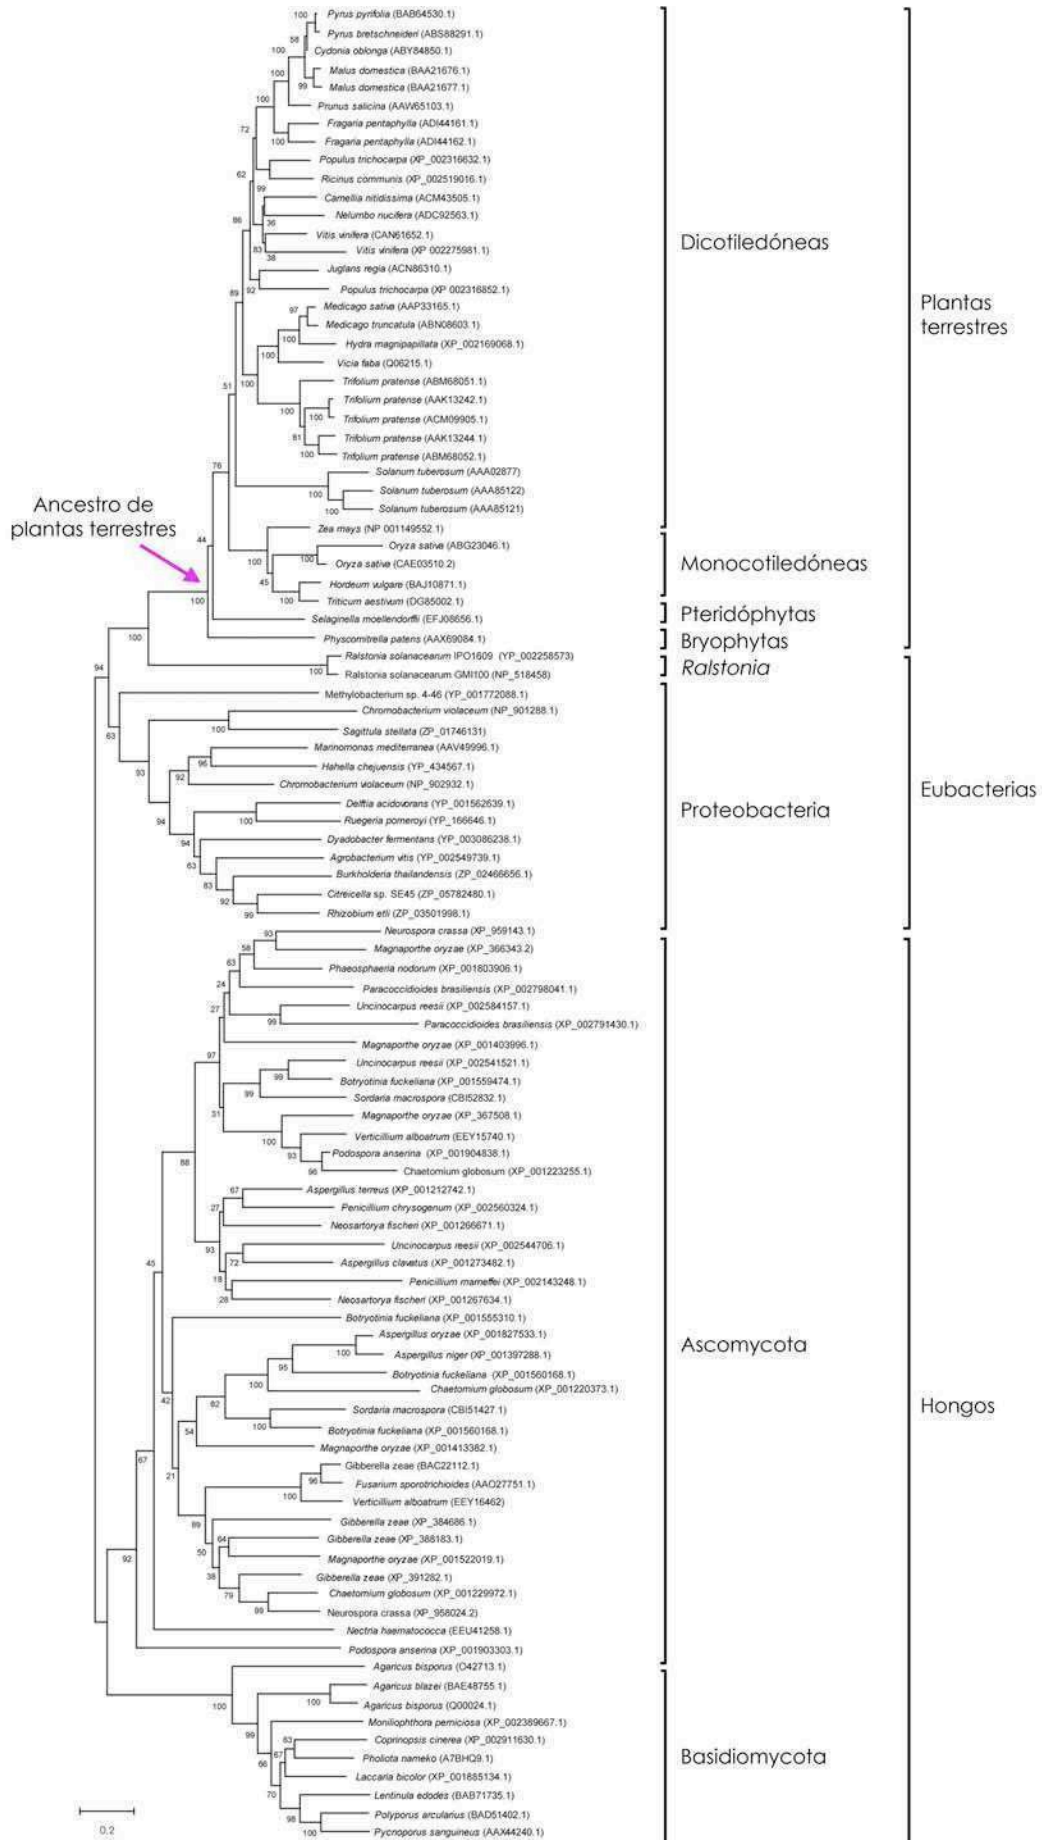 Pyrus pyrifolia (BAB64530.1)
Pyrus bretschneideri (ABS88291.1)
Cydonia oblonga (ABY84850.1)
Malus domestica (BAA21676.1)
Malus domestica (BAA21677.1)
Prunus salicina (AAW65103.1)
Fragaria pentaphylla (ADI44161.1)
Fragaria pentaphylla (ADI44162.1)
Populus trichocarpa (XP_002316632.1)
Ricinus communis (XP_002519016.1)
Camellia nitidissima (ACM43505.1)
Nelumbo nucifera (ADC92563.1)
Vitis vinifera (CAN61652.1)
Vitis vinifera (XP 002275981.1)
Juglans regia (ACN86310.1)
Populus trichocarpa (XP 002316852.1)
Medicago sativa (AAP33165.1)
Medicago truncatula (ABN08603.1)
Hydra magnipapillata (XP_002169068.1)
Vicia faba (Q06215.1)
Trifolium pratense (ABM68051.1)
Trifolium pratense (AAK13242.1)
Trifolium pratense (ACM09905.1)
Trifolium pratense (AAK13244.1)
Trifolium pratense (ABM68052.1)
Solanum tuberosum (AAA02877)
Solanum tuberosum (AAA85122)
Solanum tuberosum (AAA85121)
Zea mays (NP 001149552.1)
Oryza sativa (ABG23046.1)
Oryza sativa (CAE03510.2)
Hordeum vulgare (BAJ10871.1)
Triticum aestivum (DG85002.1)
Selaginella moellendorffii (EFJ08656.1)
Physcomitrella patens (AAX69084.1)
Ralstonia solanacearum IPO1609 (YP_002258573)
Ralstonia solanacearum GMI100 (NP_518458)
Methylobacterium sp. 4-46 (YP_001772088.1)
Chromobacterium violaceum (NP_901288.1)
Sagittula stellata (ZP_01746131)
Marinomonas mediterranea (AAV49996.1)
Hahella chejuensis (YP_434567.1)
Chromobacterium violaceum (NP_902932.1)
Delftia acidovorans (YP_001562639.1)
Ruegeria pomeroyi (YP_166646.1)
Dyadobacter fermentans (YP_003086238.1)
Agrobacterium vitis (YP_002549739.1)
Burkholderia thailandensis (ZP_02466656.1)
Citreicella sp. SE45 (ZP_05782480.1)
Rhizobium etli (ZP_03501998.1)
Neurospora crassa (XP_959143.1)
Magnaporthe oryzae (XP_366343.2)
Phaeosphaeria nodorum (XP_001803906.1)
Paracoccidioides brasiliensis (XP_002798041.1)
Uncinocarpus reesii (XP_002584157.1)
Paracoccidioides brasiliensis (XP_002791430.1)
Magnaporthe oryzae (XP_001403996.1)
Uncinocarpus reesii (XP_002541521.1)
Botryotinia fuckeliana (XP_001559474.1)
Sordaria macrospora (CBI52832.1)
Magnaporthe oryzae (XP_367508.1)
Verticillium alboatrum (EEY15740.1)
Podospora anserina (XP_001904838.1)
Chaetomium globosum (XP_001223255.1)
Aspergillus terreus (XP_001212742.1)
Penicillium chrysogenum (XP_002560324.1)
Neosartorya fischeri (XP_001266671.1)
Uncinocarpus reesii (XP_002544706.1)
Aspergillus clavatus (XP_001273482.1)
Penicillium marneffei (XP_002143248.1)
Neosartorya fischeri (XP_001267634.1)
Botryotinia fuckeliana (XP_001555310.1)
Aspergillus oryzae (XP_001827533.1)
Aspergillus niger (XP_001397288.1)
Botryotinia fuckeliana (XP_001560168.1)
Chaetomium globosum (XP_001220373.1)
Sordaria macrospora (CBI51427.1)
Botryotinia fuckeliana (XP_001560168.1)
Magnaporthe oryzae (XP_001413382.1)
Gibberella zeae (BAC22112.1)
Fusarium sporotrichioides (AAO27751.1)
Verticillium alboatrum (EEY16462)
Gibberella zeae (XP_384686.1)
Gibberella zeae (XP_388183.1)
Magnaporthe oryzae (XP_001522019.1)
Gibberella zeae (XP_391282.1)
Chaetomium globosum (XP_001229972.1)
Neurospora crassa (XP_958024.2)
Nectria haematococca (EEU41258.1)
Podospora anserina (XP_001903303.1)
Agaricus bisporus (O42713.1)
Agaricus blazei (BAE48755.1)
Agaricus bisporus (Q00024.1)
Moniliophthora perniciosa (XP_002389667.1)
Coprinopsis cinerea (XP_002911630.1)
Pholiota nameko (A7BHQ9.1)
Laccaria bicolor (XP_001885134.1)
Lentinula edodes (BAB71735.1)
Polyporus arcularius (BAD51402.1)
Pycnoporus sanguineus (AAX44240.1)
Ancestro de
plantas terrestres
Dicotiledóneas
Monocotiledóneas
Pteridóphytas
Bryophytas
Ralstonia
Proteobacteria
Ascomycota
Basidiomycota
Plantas
terrestres
Eubacterias
Hongos
0.2